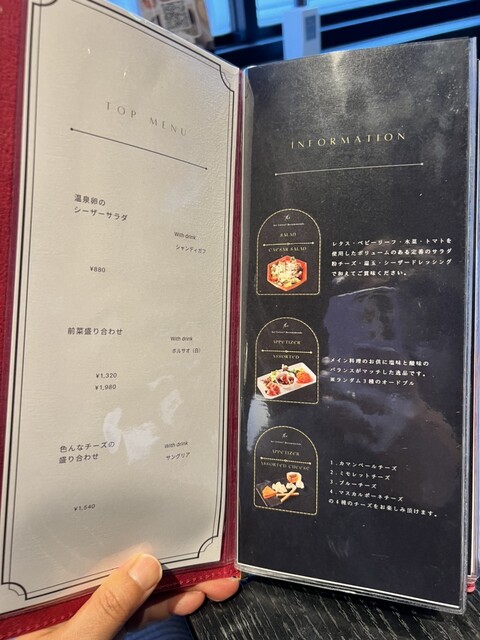 TOP MENU
温泉卵の
シーザーサラダ
With drink
シャンディガフ
¥880
前菜盛り合わせ
With drink
ボルサオ（白）
¥1,320
¥1,980
色んなチーズの
盛り合わせ
With drink
サングリア
¥1,640
INFORMATION
SALAD
CAESAR SALAD
レタス・ベビーリーフ・水菜・トマトを
使用したボリュームのある定番のサラダ
粉チーズ・温玉・シーザードレッシング
で和えてご賞味ください。
APPETIZER
ASSORTED
メイン料理のお供に塩味と酸味の
バランスがマッチした逸品です。
※ランダム3種のオードブル
APPETIZER
ASSORTED CHEESE
1.カマンベールチーズ
2.ミモレットチーズ
3.ブルーチーズ
4.マスカルポーネチーズ
の4種のチーズをお楽しみ頂けます。